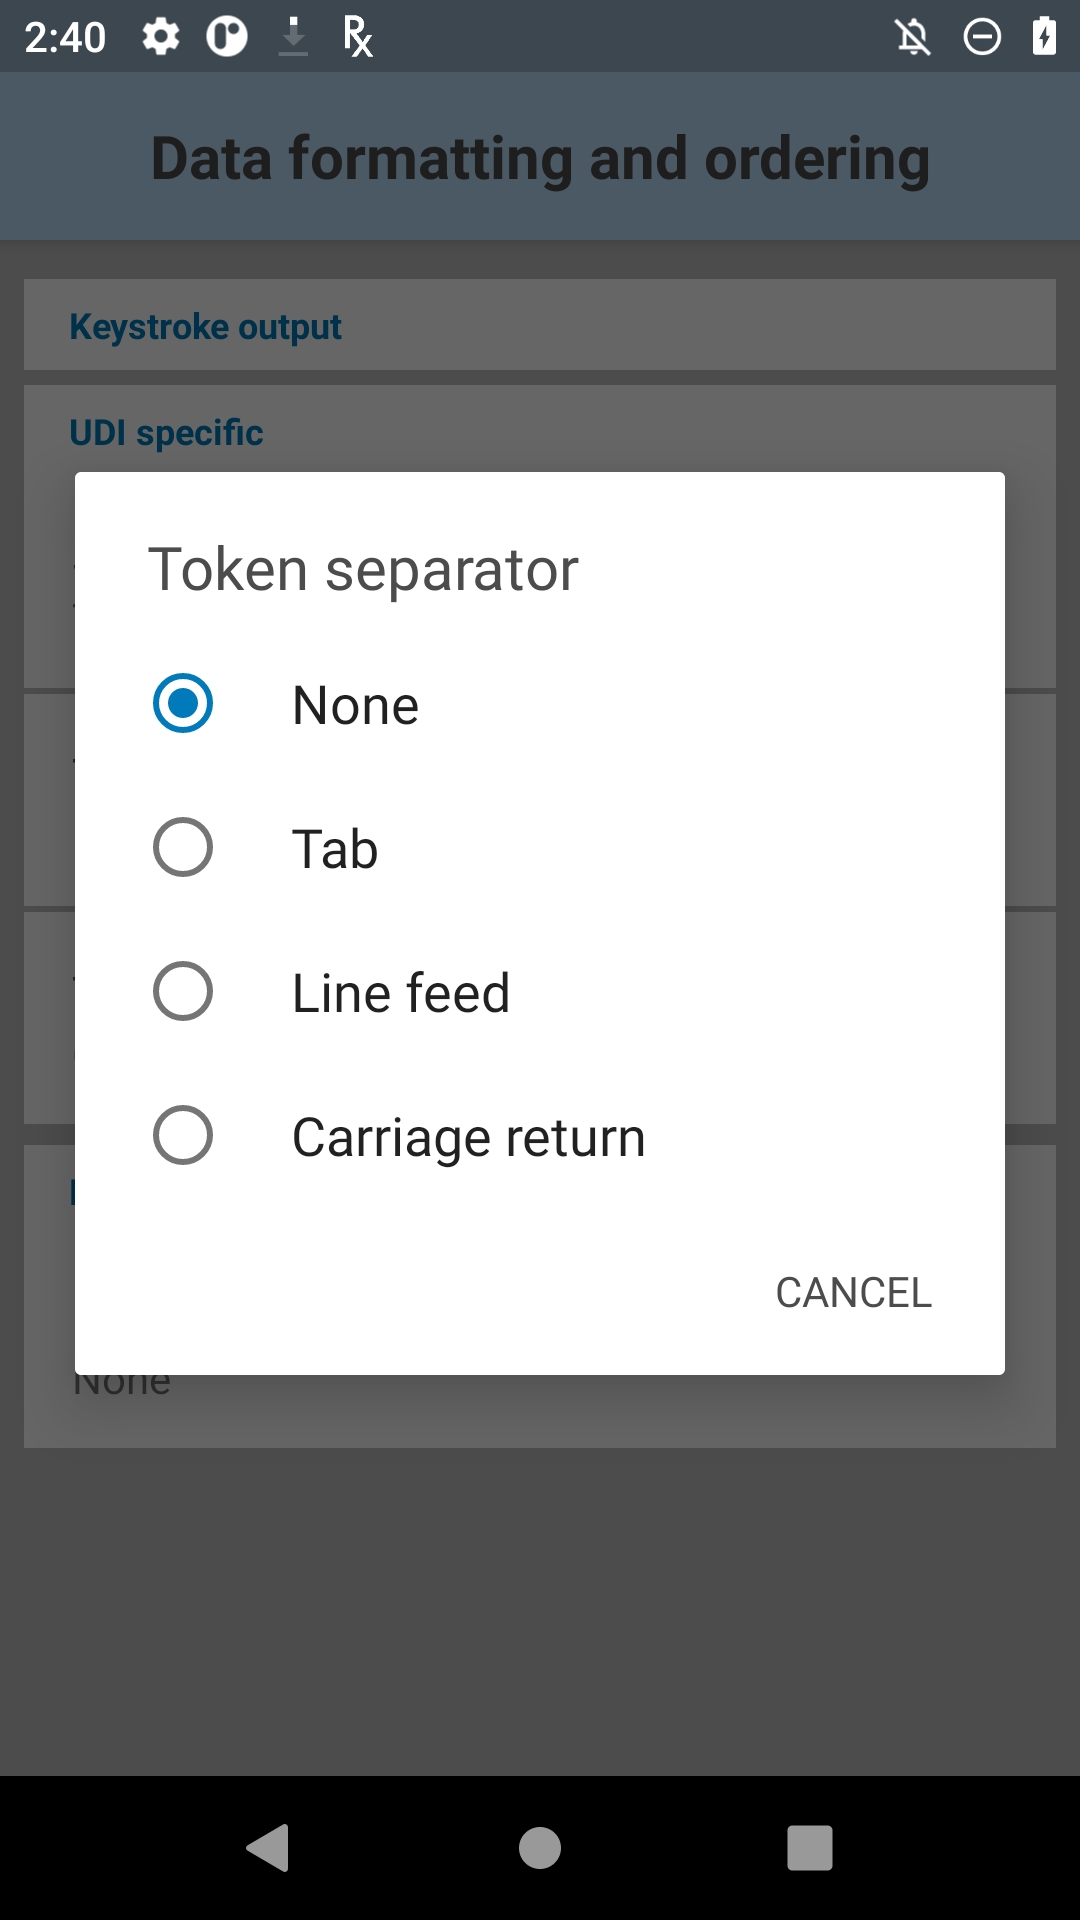 2:40
Data formatting and ordering
Keystroke output
UDI specific
Token separator
None
Tab
Line feed
Carriage return
CANCEL
None